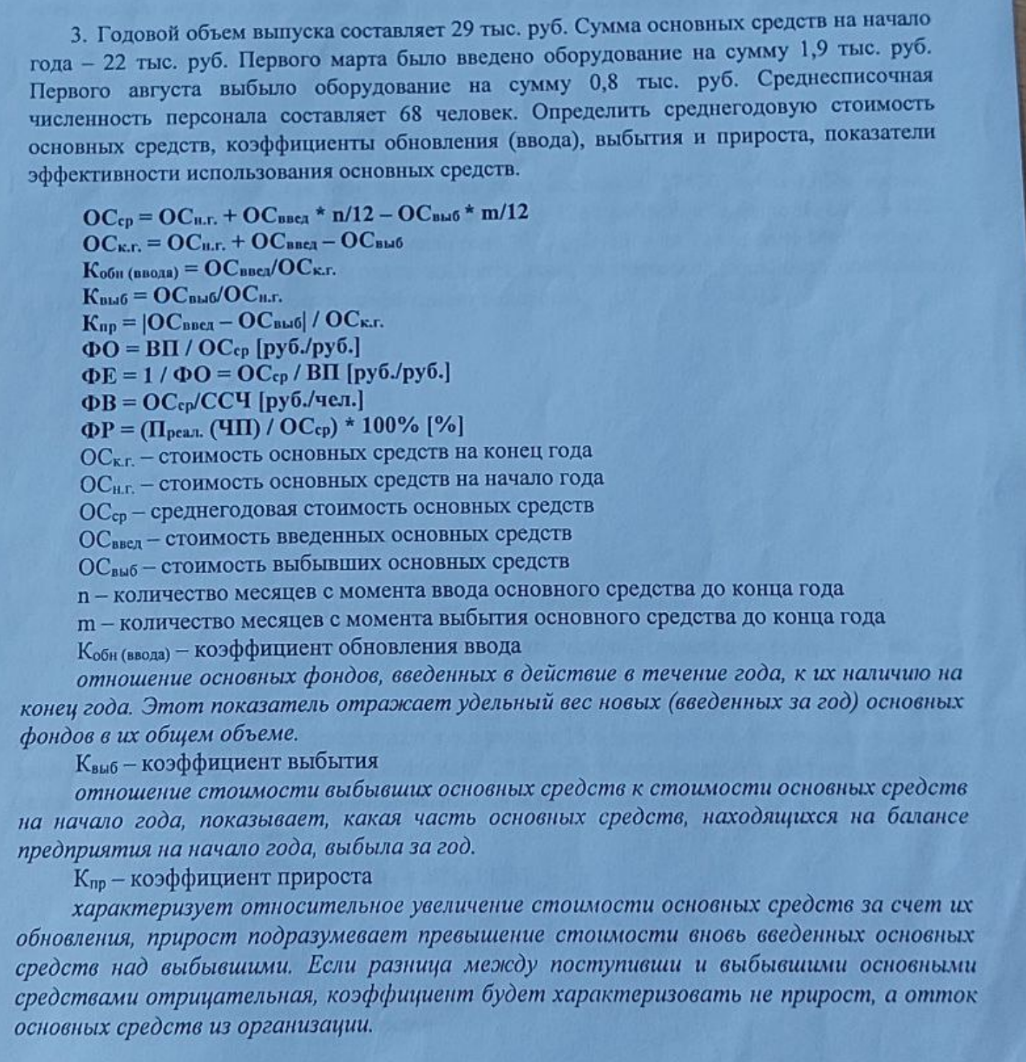 3. Годовой объем выпуска составляет 29 тыс. руб. Сумма основных средств на начало
года – 22 тыс. руб. Первого марта было введено оборудование на сумму 1,9 тыс. руб.
Первого августа выбыло оборудование на сумму 0,8 тыс. руб. Среднесписочная
численность персонала составляет 68 человек. Определить среднегодовую стоимость
основных средств, коэффициенты обновления (ввода), выбытия и прироста, показатели
эффективности использования основных средств.
ОСср = ОСн.г. + ОСввед * n/12 – ОСвыб * m/12
ОСк.г. = ОСн.г. + ОСввед – ОСвыб
Кобн (ввода) = ОСввед/ОСк.г.
Квыб = ОСвыб/ОСн.г.
Кпр = |ОСввед – ОСвыб| / ОСк.г.
ФО = ВП / ОСср [руб./руб.]
ФЕ = 1 / ФО = ОСср / ВП [руб./руб.]
ФВ = ОСср/ССЧ [руб./чел.]
ФР = (Преал. (ЧП) / ОСср) * 100% [%]
ОСк.г. – стоимость основных средств на конец года
ОСн.г. – стоимость основных средств на начало года
ОСср – среднегодовая стоимость основных средств
ОСввед – стоимость введенных основных средств
ОСвыб – стоимость выбывших основных средств
n – количество месяцев с момента ввода основного средства до конца года
m – количество месяцев с момента выбытия основного средства до конца года
Кобн (ввода) – коэффициент обновления ввода
отношение основных фондов, введенных в действие в течение года, к их наличию на
конец года. Этот показатель отражает удельный вес новых (введенных за год) основных
фондов в их общем объеме.
Квыб – коэффициент выбытия
отношение стоимости выбывших основных средств к стоимости основных средств
на начало года, показывает, какая часть основных средств, находящихся на балансе
предприятия на начало года, выбыла за год.
Кпр – коэффициент прироста
характеризует относительное увеличение стоимости основных средств за счет их
обновления, прирост подразумевает превышение стоимости вновь введенных основных
средств над выбывшими. Если разница между поступивши и выбывшими основными
средствами отрицательная, коэффициент будет характеризовать не прирост, а отток
основных средств из организации.